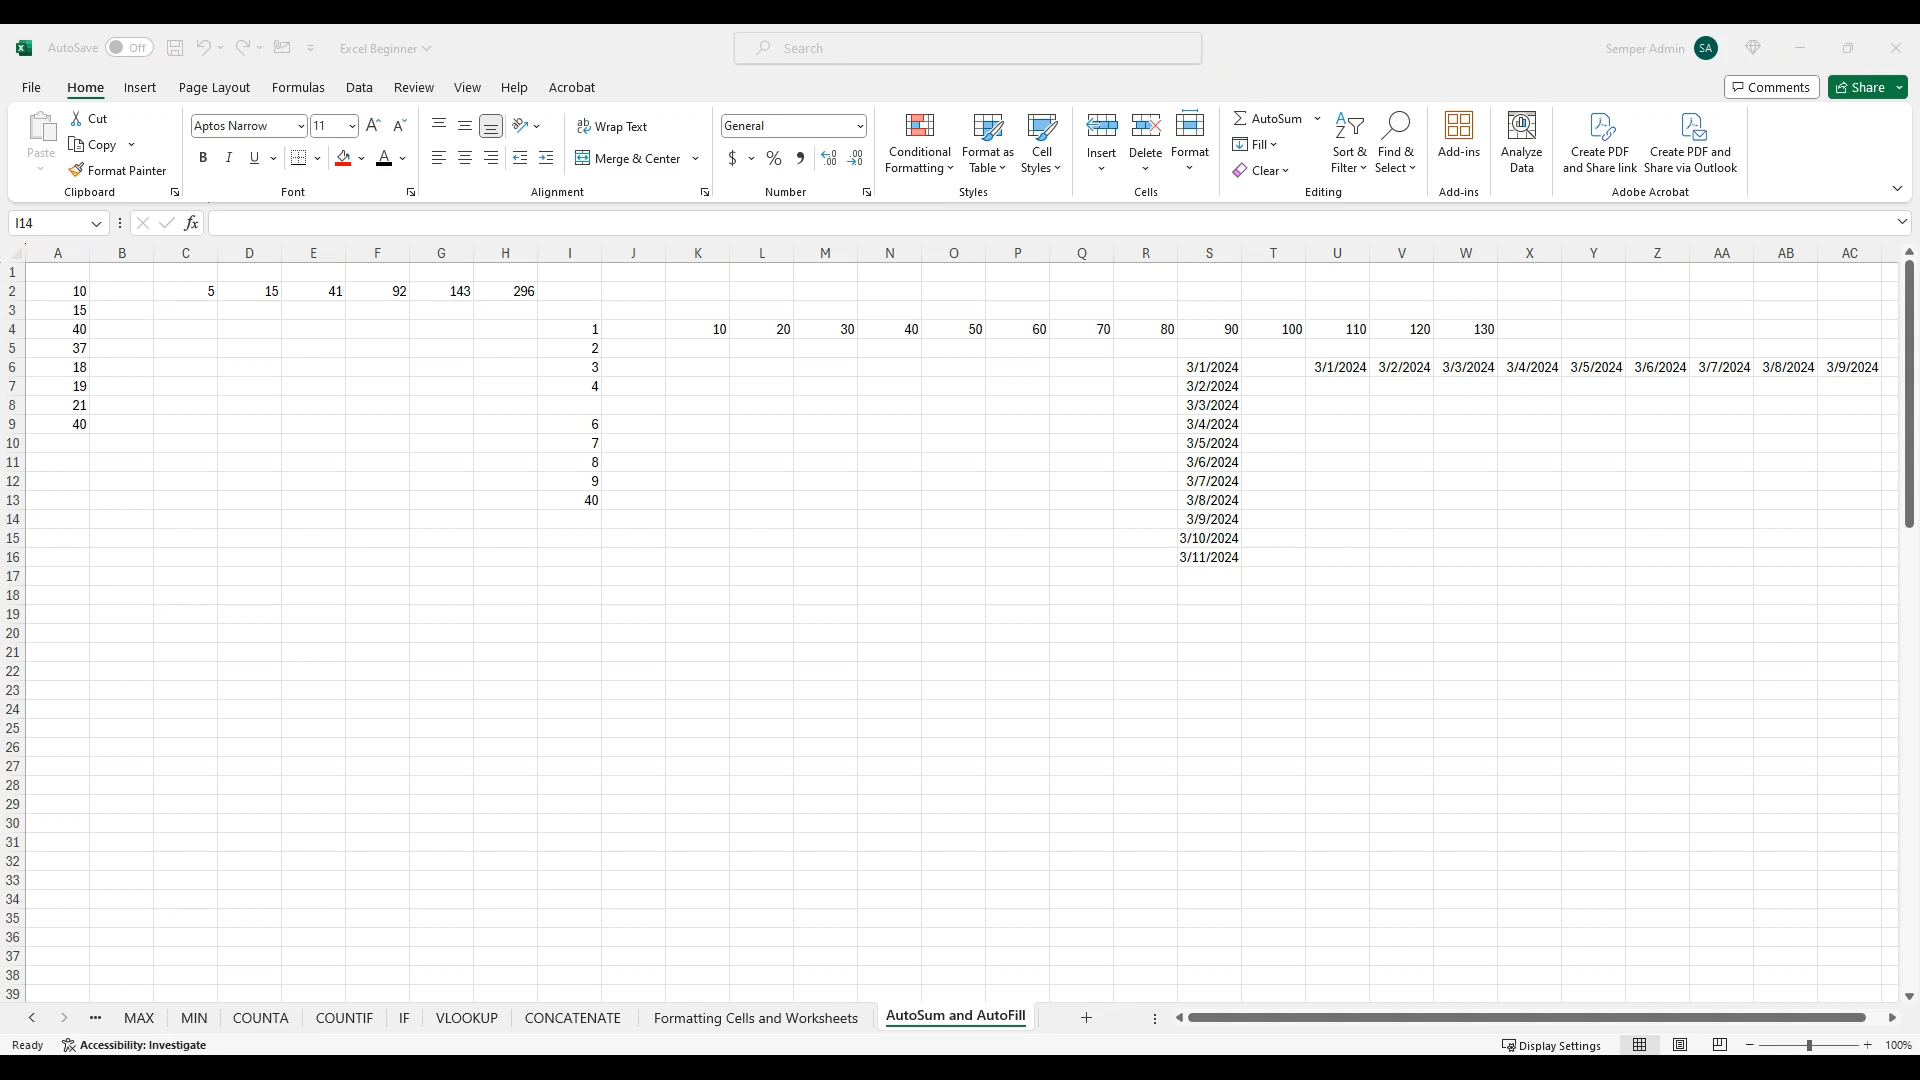 AutoSave Off Excel Beginner Search Semper Admin SA
File Home Insert Page Layout Formulas Data Review View Help Acrobat Comments Share
Paste Cut Copy Format Painter Clipboard
Aptos Narrow 11 B I U A Font
ab Wrap Text Merge & Center Alignment
General $ % Number
Conditional Formatting Format as Table Cell Styles Styles
Insert Delete Format Cells
AutoSum Fill Clear Sort & Filter Find & Select Editing
Add-ins Add-ins
Analyze Data
Create PDF and Share link Create PDF and Share via Outlook Adobe Acrobat
I14 fx
A B C D E F G H I J K L M N O P Q R S T U V W X Y Z AA AB AC
1
2 10 5 15 41 92 143 296
3 15
4 40 1 10 20 30 40 50 60 70 80 90 100 110 120 130
5 37 2
6 18 3 3/1/2024 3/1/2024 3/2/2024 3/3/2024 3/4/2024 3/5/2024 3/6/2024 3/7/2024 3/8/2024 3/9/2024
7 19 4 3/2/2024
8 21 3/3/2024
9 40 6 3/4/2024
10 7 3/5/2024
11 8 3/6/2024
12 9 3/7/2024
13 40 3/8/2024
14 3/9/2024
15 3/10/2024
16 3/11/2024
17
18
19
20
21
22
23
24
25
26
27
28
29
30
31
32
33
34
35
36
37
38
39
MAX MIN COUNTA COUNTIF IF VLOOKUP CONCATENATE Formatting Cells and Worksheets AutoSum and AutoFill
Ready Accessibility: Investigate Display Settings 100%